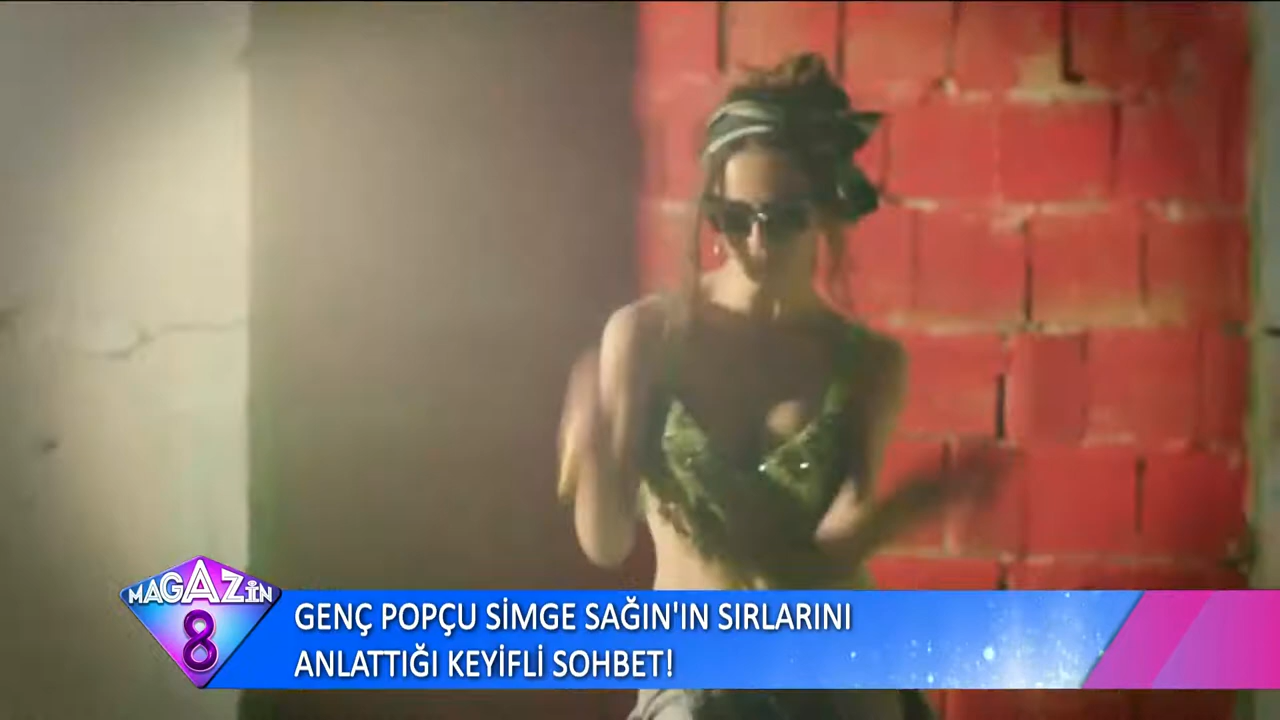 MAGAZİN
8
GENÇ POPÇU SİMGE SAĞIN'IN SIRLARINI
ANLATTIĞI KEYİFLİ SOHBET!